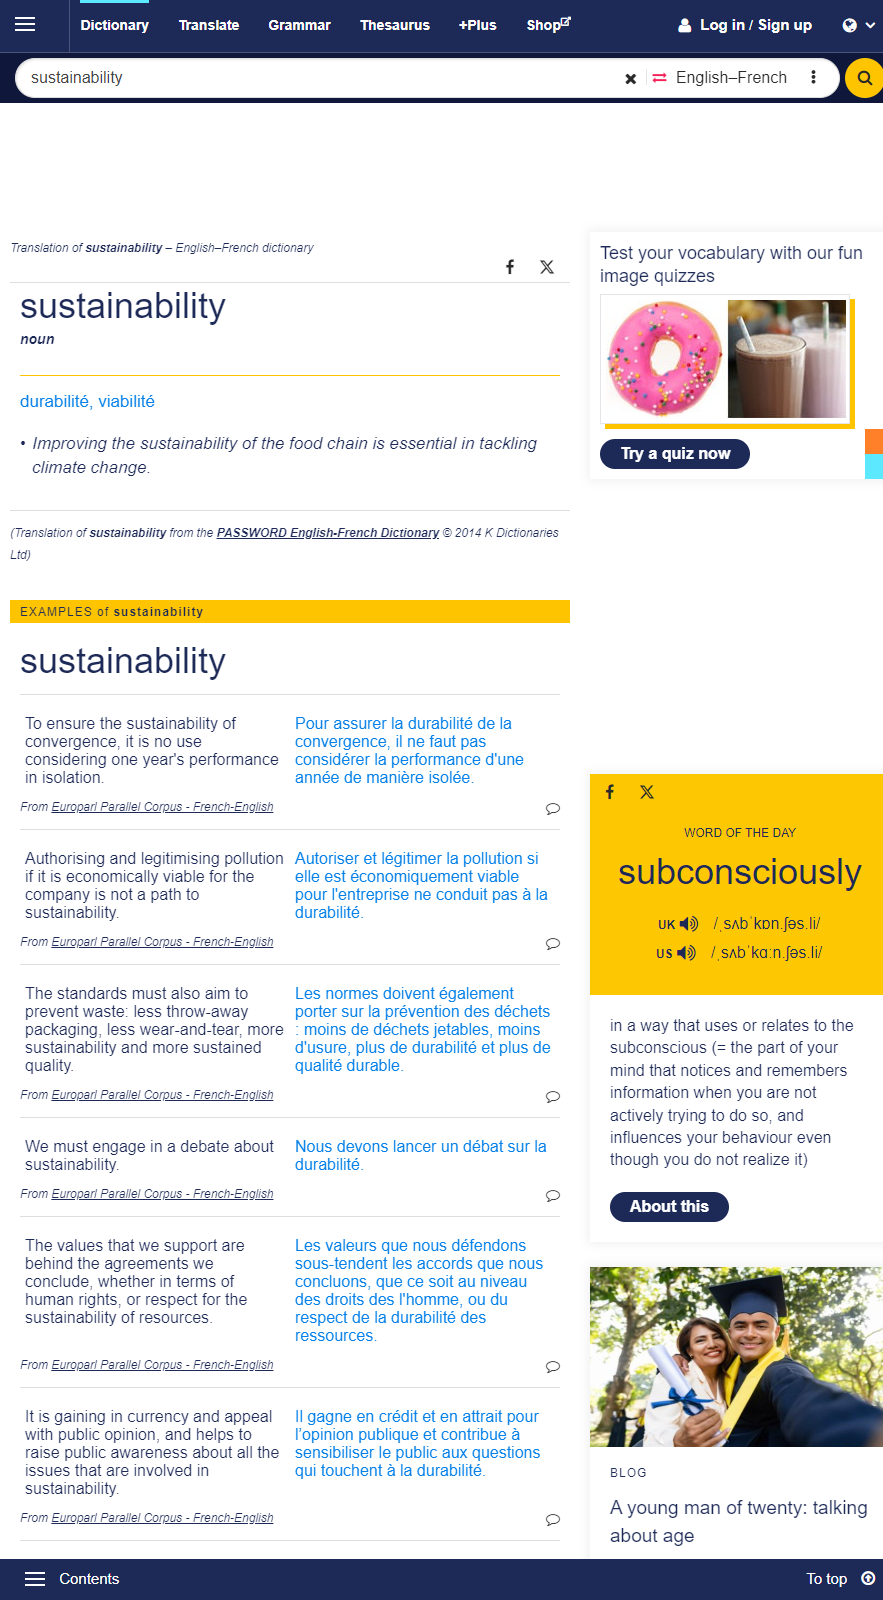 Dictionary Translate Grammar Thesaurus +Plus Shop Log in / Sign up
sustainability English–French
Translation of sustainability – English–French dictionary
sustainability
noun
durabilité, viabilité
• Improving the sustainability of the food chain is essential in tackling
climate change.
(Translation of sustainability from the PASSWORD English-French Dictionary © 2014 K Dictionaries
Ltd)
EXAMPLES of sustainability
sustainability
To ensure the sustainability of
convergence, it is no use
considering one year's performance
in isolation.
Pour assurer la durabilité de la
convergence, il ne faut pas
considérer la performance d'une
année de manière isolée.
From Europarl Parallel Corpus - French-English
Authorising and legitimising pollution
if it is economically viable for the
company is not a path to
sustainability.
Autoriser et légitimer la pollution si
elle est économiquement viable
pour l'entreprise ne conduit pas à la
durabilité.
From Europarl Parallel Corpus - French-English
The standards must also aim to
prevent waste: less throw-away
packaging, less wear-and-tear, more
sustainability and more sustained
quality.
Les normes doivent également
porter sur la prévention des déchets
: moins de déchets jetables, moins
d'usure, plus de durabilité et plus de
qualité durable.
From Europarl Parallel Corpus - French-English
We must engage in a debate about
sustainability.
Nous devons lancer un débat sur la
durabilité.
From Europarl Parallel Corpus - French-English
The values that we support are
behind the agreements we
conclude, whether in terms of
human rights, or respect for the
sustainability of resources.
Les valeurs que nous défendons
sous-tendent les accords que nous
concluons, que ce soit au niveau
des droits des l'homme, ou du
respect de la durabilité des
ressources.
From Europarl Parallel Corpus - French-English
It is gaining in currency and appeal
with public opinion, and helps to
raise public awareness about all the
issues that are involved in
sustainability.
Il gagne en crédit et en attrait pour
l'opinion publique et contribue à
sensibiliser le public aux questions
qui touchent à la durabilité.
From Europarl Parallel Corpus - French-English
Test your vocabulary with our fun
image quizzes
Try a quiz now
WORD OF THE DAY
subconsciously
UK /ˌsʌbˈkɒn.ʃəs.li/
US /ˌsʌbˈkɑːn.ʃəs.li/
in a way that uses or relates to the
subconscious (= the part of your
mind that notices and remembers
information when you are not
actively trying to do so, and
influences your behaviour even
though you do not realize it)
About this
BLOG
A young man of twenty: talking
about age
Contents To top